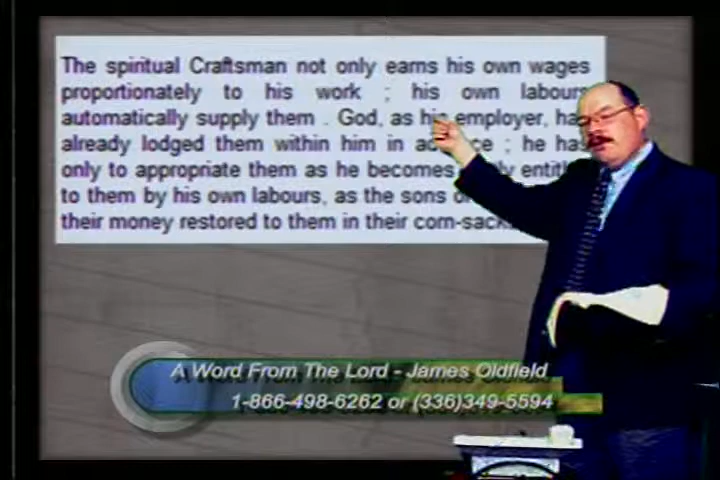 The spiritual Craftsman not only earns his own wages
proportionately to his work ; his own labours
automatically supply them . God, as his employer, has
already lodged them within him in ; he has
only to appropriate them as he becomes entitled
to them by his own labours, as the sons of
their money restored to them in their corn-sacks
A Word From The Lord - James Oldfield
1-866-498-6262 or (336)349-5594